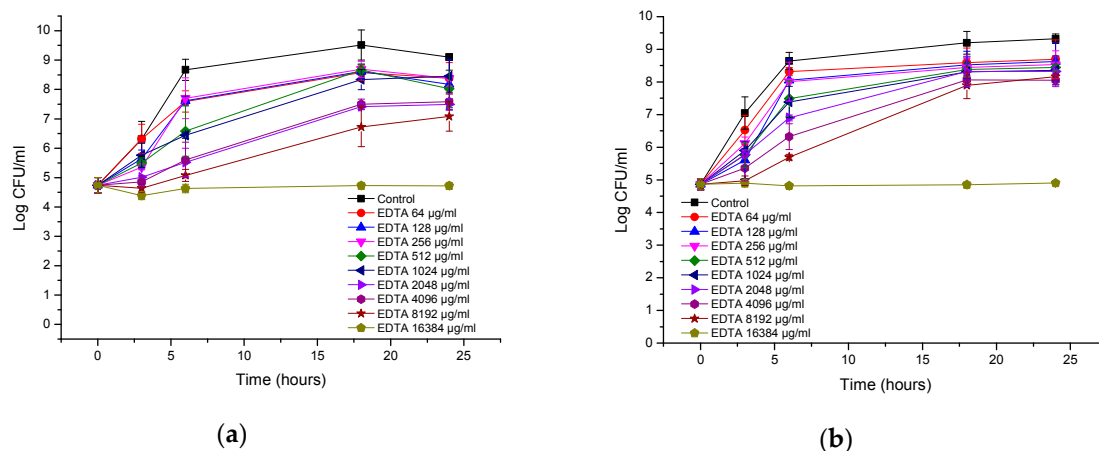 10
9
8
7
6
5
4
3
2
1
0
Log CFU/ml
Control
EDTA 64 µg/ml
EDTA 128 µg/ml
EDTA 256 µg/ml
EDTA 512 µg/ml
EDTA 1024 µg/ml
EDTA 2048 µg/ml
EDTA 4096 µg/ml
EDTA 8192 µg/ml
EDTA 16384 µg/ml
0 5 10 15 20 25
Time (hours)
(a)
10
9
8
7
6
5
4
3
2
1
0
Log CFU/ml
Control
EDTA 64 µg/ml
EDTA 128 µg/ml
EDTA 256 µg/ml
EDTA 512 µg/ml
EDTA 1024 µg/ml
EDTA 2048 µg/ml
EDTA 4096 µg/ml
EDTA 8192 µg/ml
EDTA 16384 µg/ml
0 5 10 15 20 25
Time (hours)
(b)